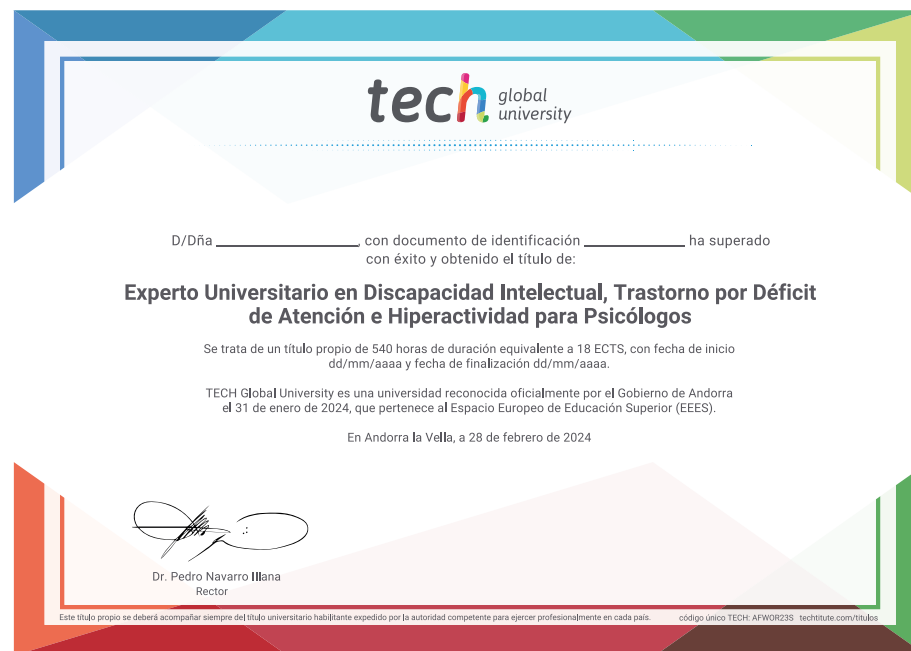 tech global
university
D/Dña ____________, con documento de identificación ____________ ha superado
con éxito y obtenido el título de:
Experto Universitario en Discapacidad Intelectual, Trastorno por Déficit
de Atención e Hiperactividad para Psicólogos
Se trata de un título propio de 540 horas de duración equivalente a 18 ECTS, con fecha de inicio
dd/mm/aaaa y fecha de finalización dd/mm/aaaa.
TECH Global University es una universidad reconocida oficialmente por el Gobierno de Andorra
el 31 de enero de 2024, que pertenece al Espacio Europeo de Educación Superior (EEES).
En Andorra la Vella, a 28 de febrero de 2024
Dr. Pedro Navarro Illana
Rector
Este título propio se deberá acompañar siempre del título universitario habilitante expedido por la autoridad competente para ejercer profesionalmente en cada país. código único TECH: AFWOR23S techtitute.com/titulos